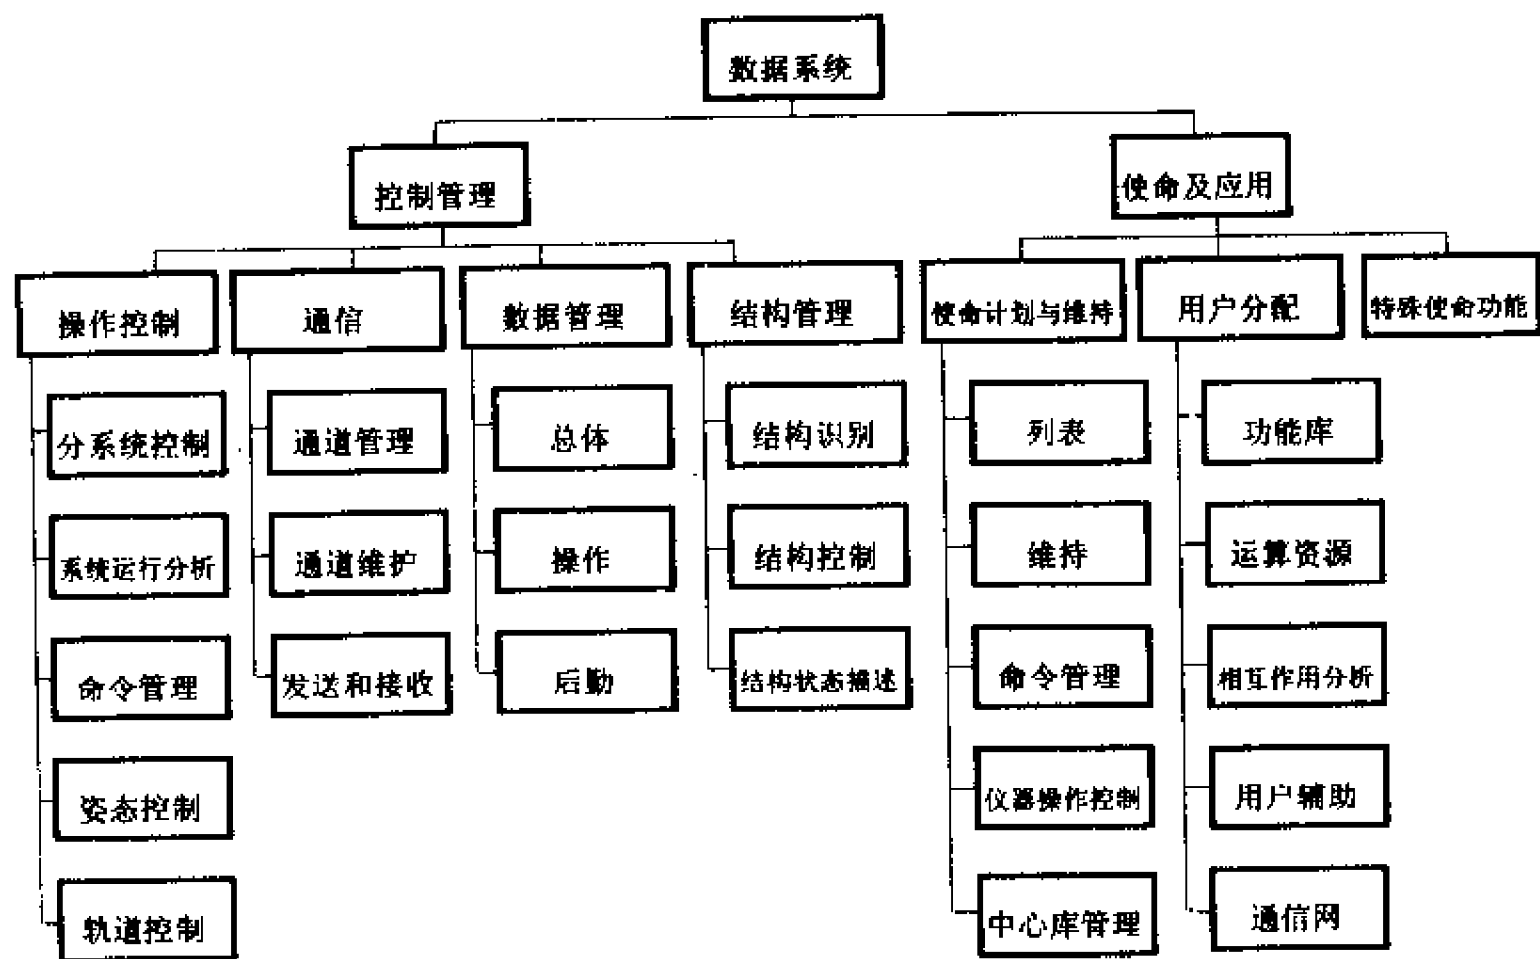 数据系统
控制管理
使命及应用
操作控制
通信
数据管理
结构管理
使命计划与维持
用户分配
特殊使命功能
分系统控制
通道管理
总体
结构识别
列表
功能库
系统运行分析
通道维护
操作
结构控制
维持
运算资源
命令管理
发送和接收
后勤
结构状态描述
命令管理
相互作用分析
姿态控制
仪器操作控制
用户辅助
轨道控制
中心库管理
通信网